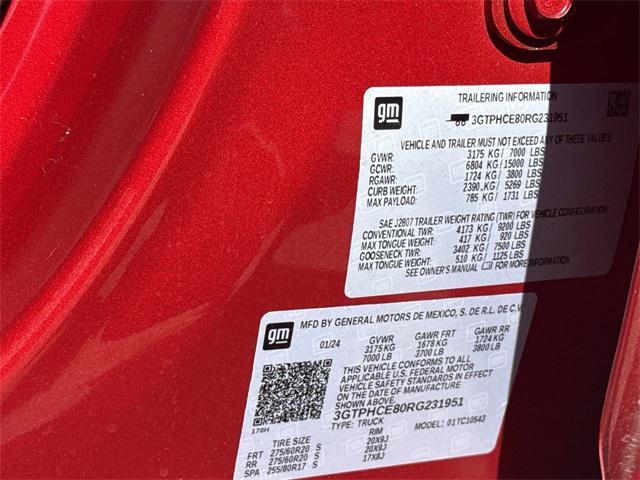 gm
TRAILERING INFORMATION
3GTPHCE80RG231951
VEHICLE AND TRAILER MUST NOT EXCEED ANY OF THESE VALUES
GVWR: 3175 KG/ 7000 LBS
GCWR: 6804 KG/15000 LBS
RGAWR: 1724 KG/ 3800 LBS
CURB WEIGHT: 2390 KG/ 5269 LBS
MAX PAYLOAD: 785 KG/ 1731 LBS
SAE J2807 TRAILER WEIGHT RATING (TWR) FOR VEHICLE CONFIGURATION
CONVENTIONAL TWR: 4173 KG/ 9200 LBS
MAX TONGUE WEIGHT: 417 KG/ 920 LBS
GOOSENECK TWR: 3402 KG/ 7500 LBS
MAX TONGUE WEIGHT: 510 KG/ 1125 LBS
SEE OWNER'S MANUAL FOR MORE INFORMATION
gm
MFD BY GENERAL MOTORS DE MEXICO, S. DE R.L. DE C.V.
01/24 GVWR GAWR FRT GAWR RR
3175 KG 1678 KG 1724 KG
7000 LB 3700 LB 3800 LB
THIS VEHICLE CONFORMS TO ALL
APPLICABLE U.S. FEDERAL MOTOR
VEHICLE SAFETY STANDARDS IN EFFECT
ON THE DATE OF MANUFACTURE
SHOWN ABOVE.
3GTPHCE80RG231951
TYPE: TRUCK MODEL: 01TC10543
170H
TIRE SIZE RIM
FRT 275/60R20 S 20X9J
RR 275/60R20 S 20X9J
SPA 255/80R17 S 17X8J